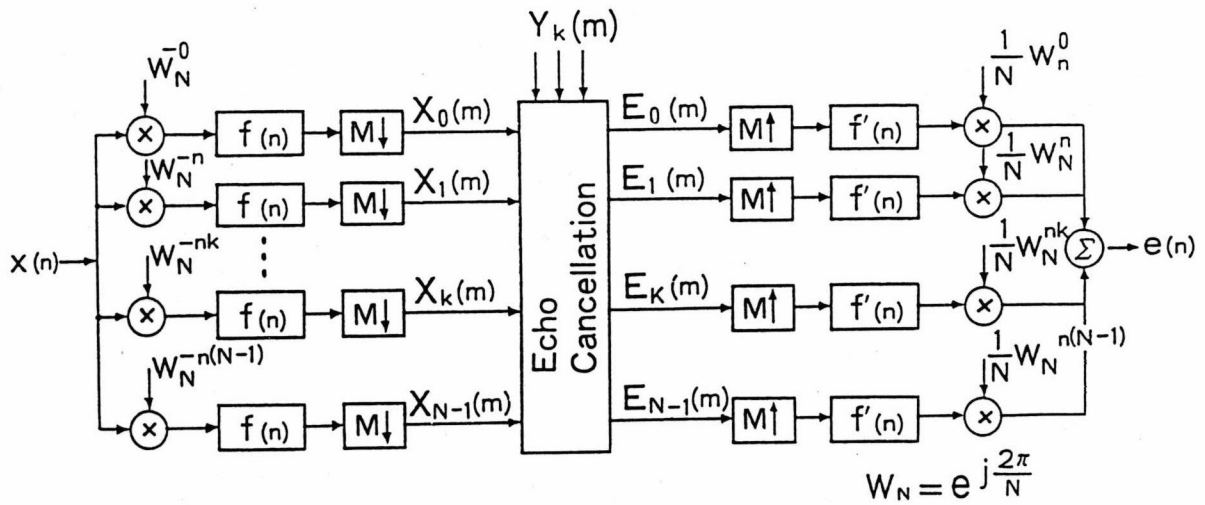 Y_k(m)
W_N^-0
1/N W_n^0
× f(n) M↓ X_0(m) E_0(m) M↑ f'(n) ×
W_N^-n
1/N W_N^n
× f(n) M↓ X_1(m) E_1(m) M↑ f'(n) ×
x(n)
W_N^-nk
Echo
Cancellation
1/N W_N^nk
Σ
e(n)
× f(n) M↓ X_k(m) E_K(m) M↑ f'(n) ×
W_N^-n(N-1)
1/N W_N^n(N-1)
× f(n) M↓ X_N-1(m) E_N-1(m) M↑ f'(n) ×
W_N = e^j 2π/N